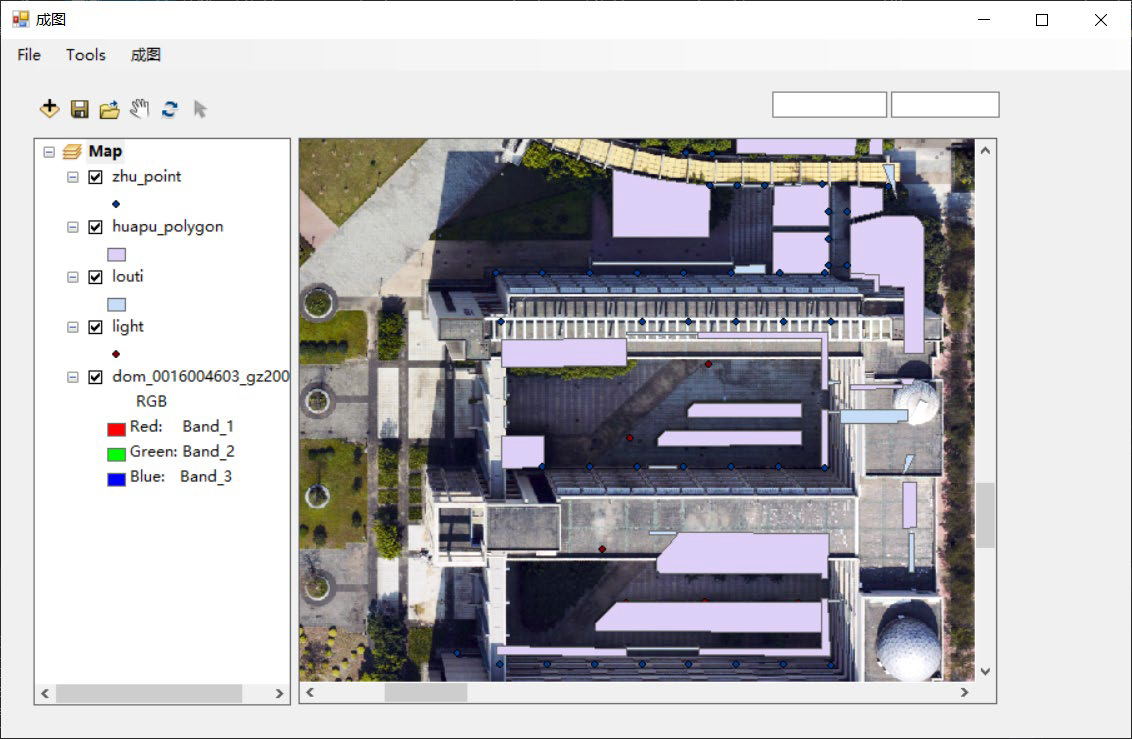 成图
File Tools 成图
Map
zhu_point
huapu_polygon
louti
light
dom_0016004603_gz200
RGB
Red: Band_1
Green: Band_2
Blue: Band_3